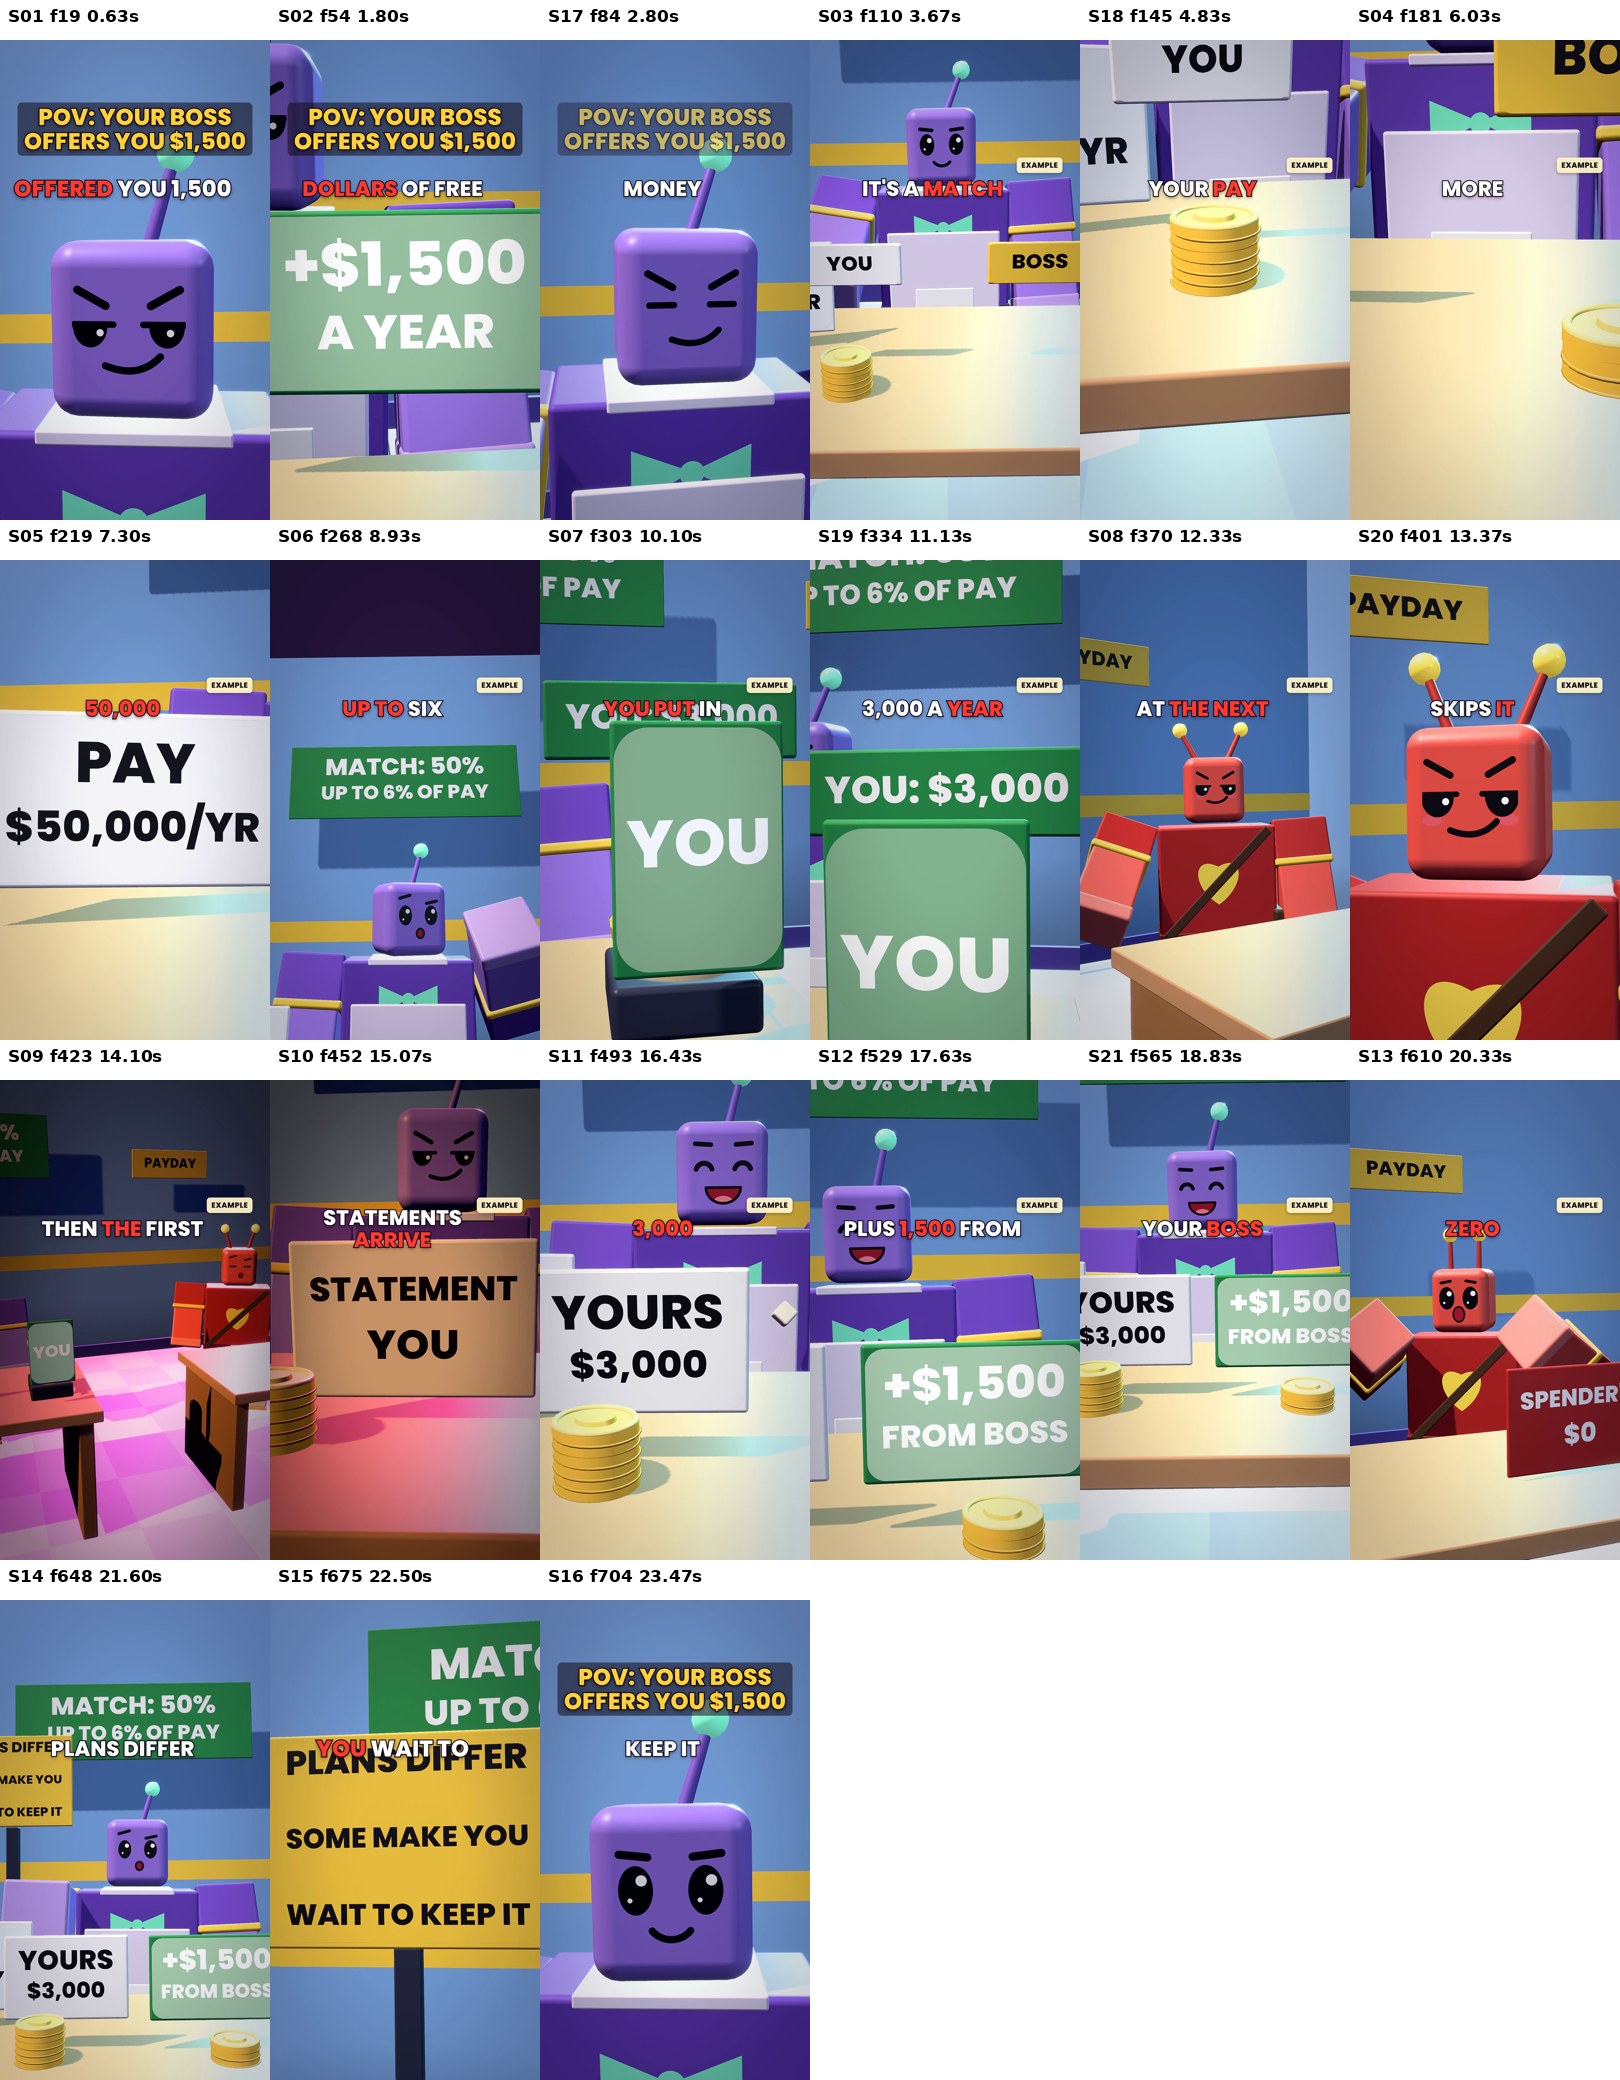 S01 f19 0.63s
POV: YOUR BOSS
OFFERS YOU $1,500
OFFERED YOU 1,500
S02 f54 1.80s
POV: YOUR BOSS
OFFERS YOU $1,500
DOLLARS OF FREE
+$1,500
A YEAR
S17 f84 2.80s
POV: YOUR BOSS
OFFERS YOU $1,500
MONEY
S03 f110 3.67s
EXAMPLE
IT'S A MATCH
YOU
BOSS
R
S18 f145 4.83s
YOU
YR
EXAMPLE
YOUR PAY
S04 f181 6.03s
BO
EXAMPLE
MORE
S05 f219 7.30s
EXAMPLE
50,000
PAY
$50,000/YR
S06 f268 8.93s
EXAMPLE
UP TO SIX
MATCH: 50%
UP TO 6% OF PAY
S07 f303 10.10s
F PAY
EXAMPLE
YOU PUT IN
YOU
S19 f334 11.13s
P TO 6% OF PAY
EXAMPLE
3,000 A YEAR
YOU: $3,000
YOU
S08 f370 12.33s
YDAY
EXAMPLE
AT THE NEXT
S20 f401 13.37s
PAYDAY
EXAMPLE
SKIPS IT
S09 f423 14.10s
%
AY
PAYDAY
EXAMPLE
THEN THE FIRST
YOU
S10 f452 15.07s
EXAMPLE
STATEMENTS
ARRIVE
STATEMENT
YOU
S11 f493 16.43s
EXAMPLE
3,000
YOURS
$3,000
S12 f529 17.63s
TO 6% OF PAY
EXAMPLE
PLUS 1,500 FROM
+$1,500
FROM BOSS
S21 f565 18.83s
EXAMPLE
YOUR BOSS
YOURS
$3,000
+$1,500
FROM BOSS
S13 f610 20.33s
PAYDAY
EXAMPLE
ZERO
SPENDER
$0
S14 f648 21.60s
MATCH: 50%
UP TO 6% OF PAY
S DIFFE
PLANS DIFFER
MAKE YOU
TO KEEP IT
YOURS
$3,000
+$1,500
FROM BOSS
S15 f675 22.50s
MATC
UP TO
YOU WAIT TO
PLANS DIFFER
SOME MAKE YOU
WAIT TO KEEP IT
S16 f704 23.47s
POV: YOUR BOSS
OFFERS YOU $1,500
KEEP IT